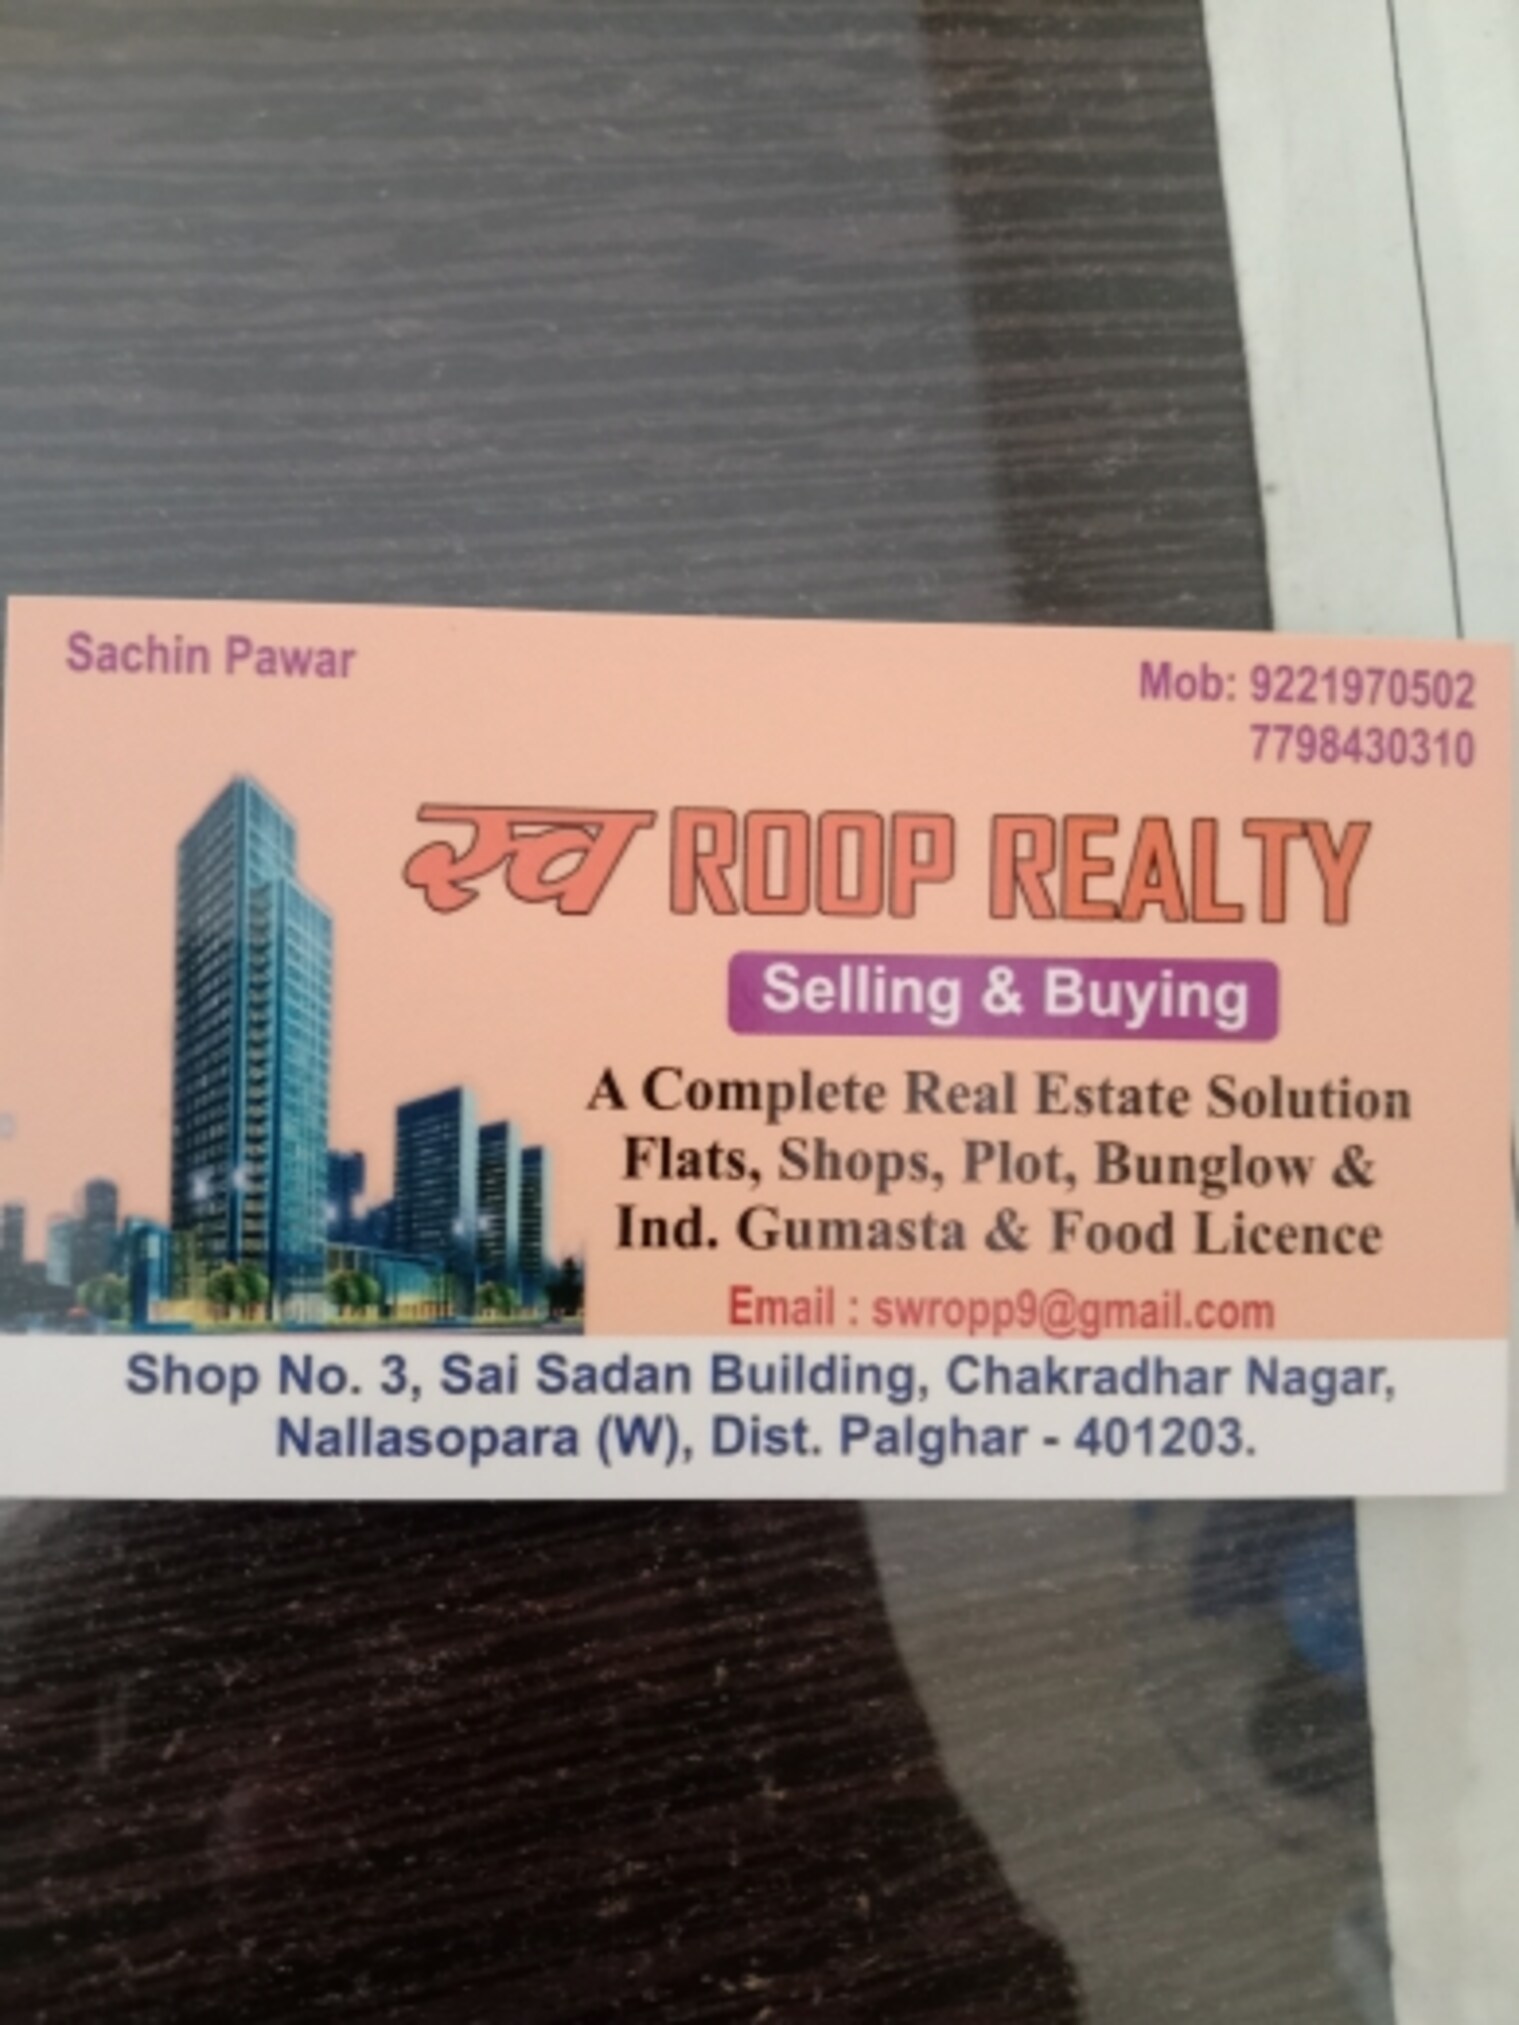 Sachin Pawar
Mob: 9221970502
7798430310
स्व ROOP REALTY
Selling & Buying
A Complete Real Estate Solution
Flats, Shops, Plot, Bunglow &
Ind. Gumasta & Food Licence
Email : swropp9@gmail.com
Shop No. 3, Sai Sadan Building, Chakradhar Nagar,
Nallasopara (W), Dist. Palghar - 401203.